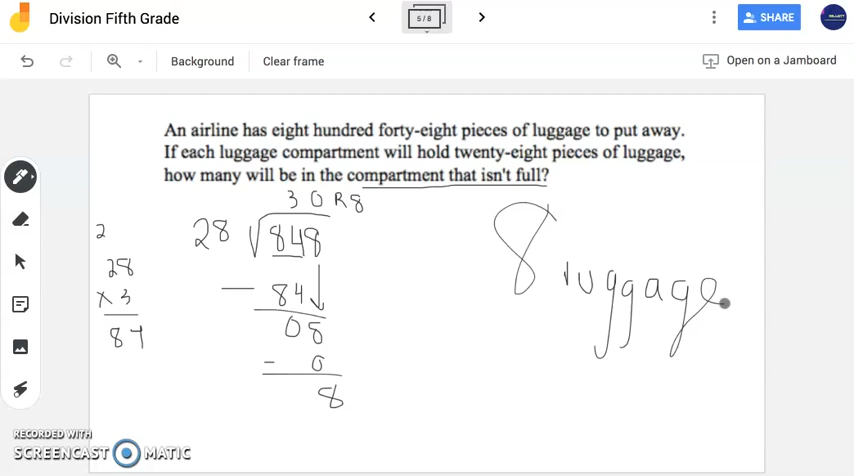 Division Fifth Grade
5 / 8
SHARE
Background
Clear frame
Open on a Jamboard
An airline has eight hundred forty-eight pieces of luggage to put away.
If each luggage compartment will hold twenty-eight pieces of luggage,
how many will be in the compartment that isn't full?
30 R8
28 √848
- 84
08
- 0
8
2
28
× 3
84
8 luggage
RECORDED WITH
SCREENCAST MATIC